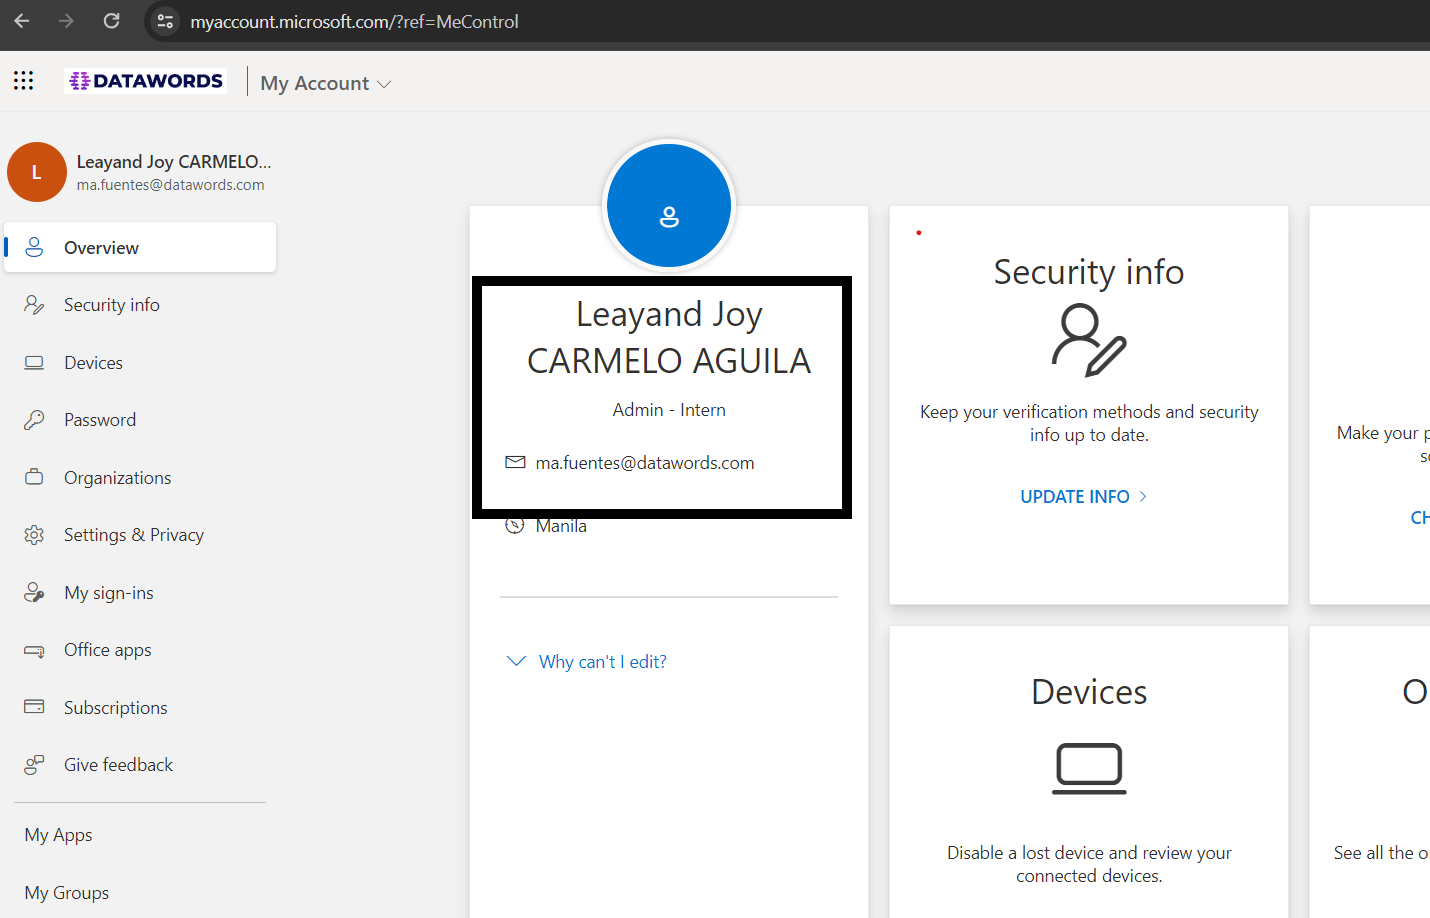 myaccount.microsoft.com/?ref=MeControl
DATAWORDS
My Account
L
Leayand Joy CARMELO...
ma.fuentes@datawords.com
Overview
Security info
Devices
Password
Organizations
Settings & Privacy
My sign-ins
Office apps
Subscriptions
Give feedback
My Apps
My Groups
Leayand Joy
CARMELO AGUILA
Admin - Intern
ma.fuentes@datawords.com
Manila
Why can't I edit?
Security info
Keep your verification methods and security
info up to date.
UPDATE INFO
Make your
CH
Devices
Disable a lost device and review your
connected devices.
O
See all the